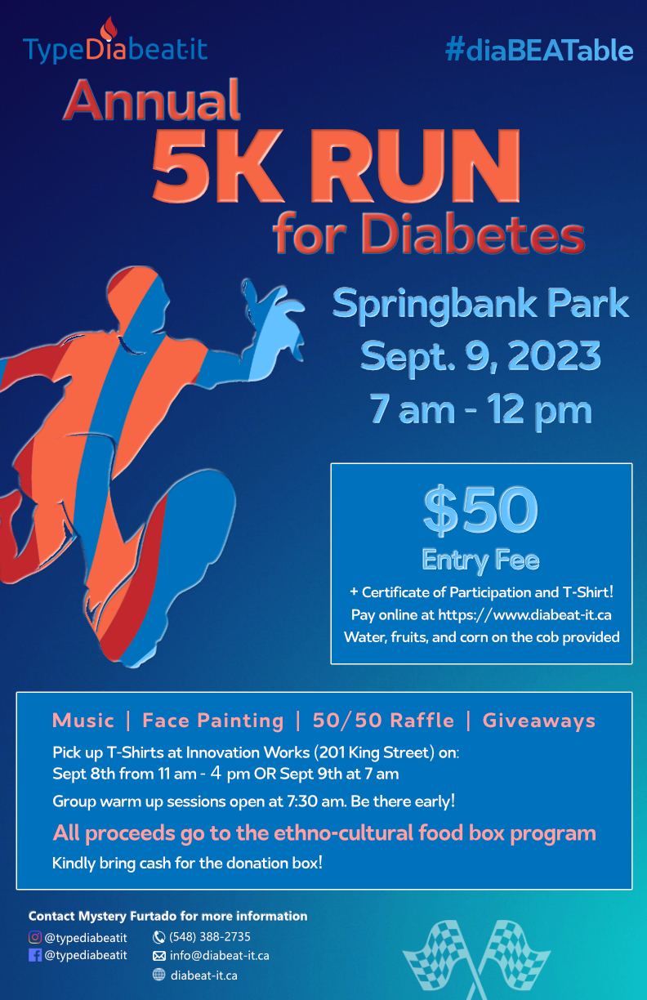 TypeDiabeat-it
#diaBEATable
Annual
5K RUN
for Diabetes
Springbank Park
Sept. 9, 2023
7 am - 12 pm
$50
Entry Fee
+ Certificate of Participation and T-Shirt!
Pay online at https://www.diabeat-it.ca
Water, fruits, and corn on the cob provided
Music | Face Painting | 50/50 Raffle | Giveaways
Pick up T-Shirts at Innovation Works (201 King Street) on:
Sept 8th from 11 am - 4 pm OR Sept 9th at 7 am
Group warm up sessions open at 7:30 am. Be there early!
All proceeds go to the ethno-cultural food box program
Kindly bring cash for the donation box!
Contact Mystery Furtado for more information
@typediabeatit (548) 388-2735
@typediabeatit info@diabeat-it.ca
diabeat-it.ca